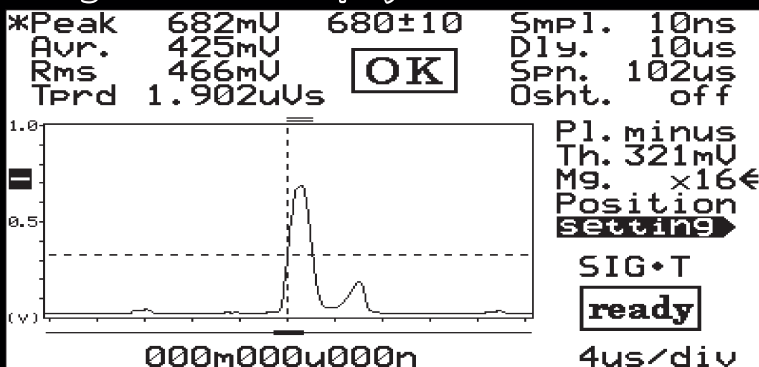 *Peak 682mV 680±10
Avr. 425mV
Rms 466mV
Tprd 1.902uVs
OK
Smpl. 10ns
Dly. 10us
Spn. 102us
Osht. off
1.0
0.5
(V)
Pl. minus
Th. 321mV
Mg. ×16←
Position
setting
SIG•T
ready
000m000u000n 4us/div